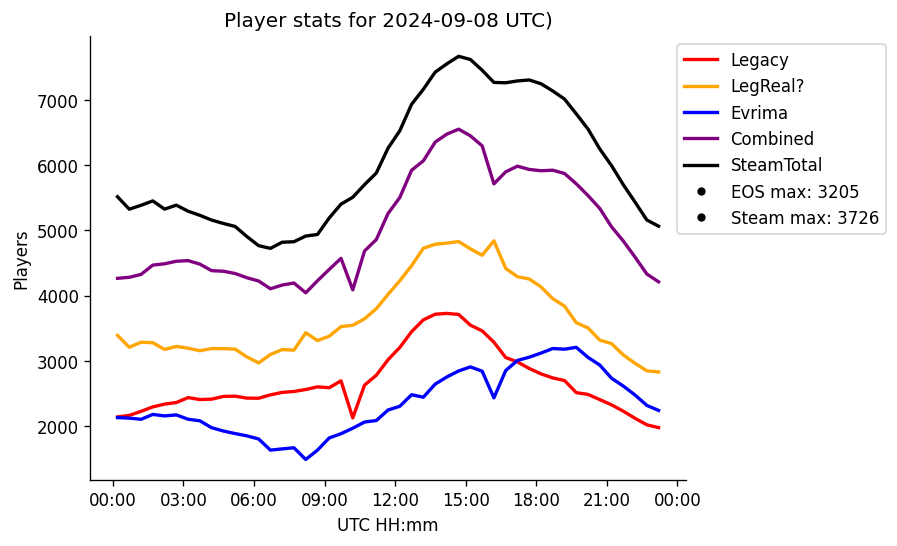 Player stats for 2024-09-08 UTC)
Legacy
LegReal?
Evrima
Combined
SteamTotal
EOS max: 3205
Steam max: 3726
Players
7000
6000
5000
4000
3000
2000
00:00 03:00 06:00 09:00 12:00 15:00 18:00 21:00 00:00
UTC HH:mm